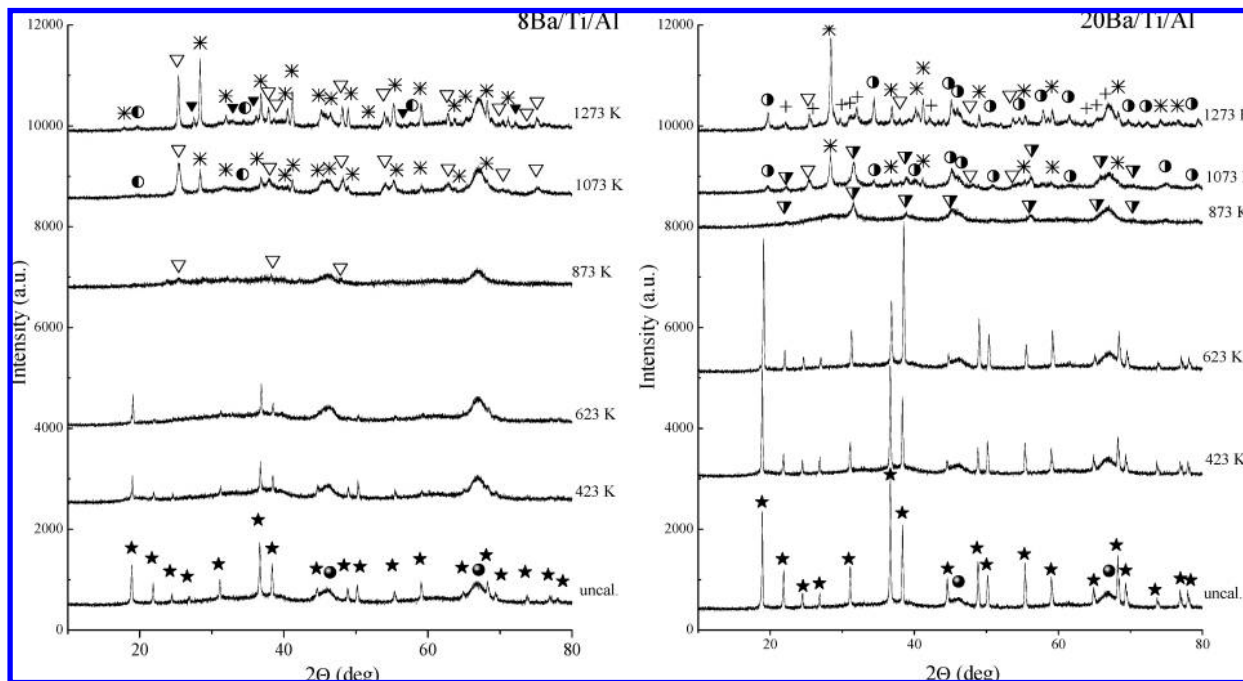 8Ba/Ti/Al
12000
10000
8000
6000
4000
2000
0
Intensity (a.u.)
1273 K
1073 K
873 K
623 K
423 K
uncal.
20
40
60
80
2Θ (deg)
20Ba/Ti/Al
12000
10000
8000
6000
4000
2000
0
Intensity (a.u.)
1273 K
1073 K
873 K
623 K
423 K
uncal.
20
40
60
80
2Θ (deg)